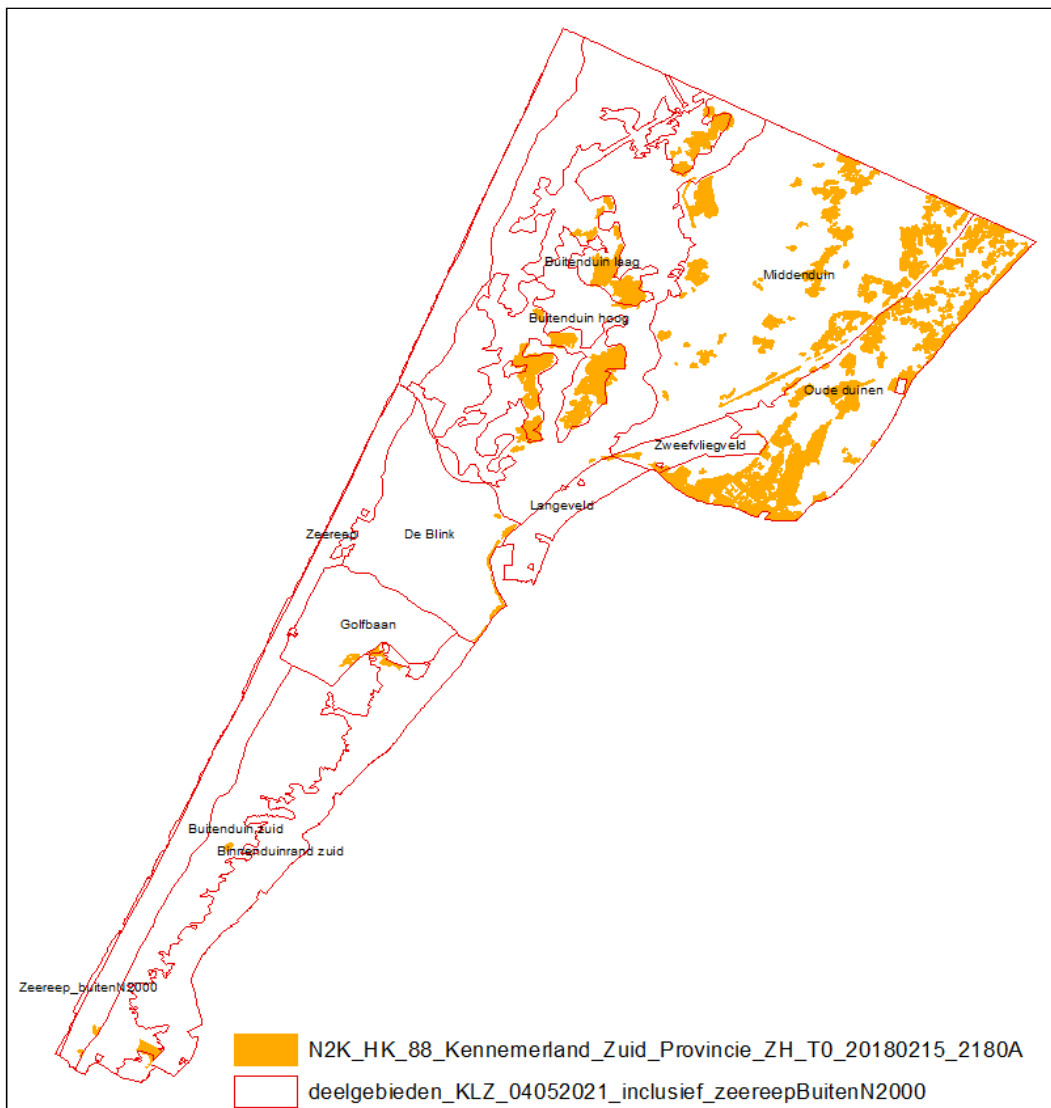 Buitenduin laag
Middenduin
Buitenduin hoog
Oude duinen
Zweefvliegveld
Langeveld
Zeereep
De Blink
Golfbaan
Buitenduin zuid
Binnenduinrand zuid
Zeereep_buitenN2000
N2K_HK_88_Kennemerland_Zuid_Provincie_ZH_T0_20180215_2180A
deelgebieden_KLZ_04052021_inclusief_zeereepBuitenN2000